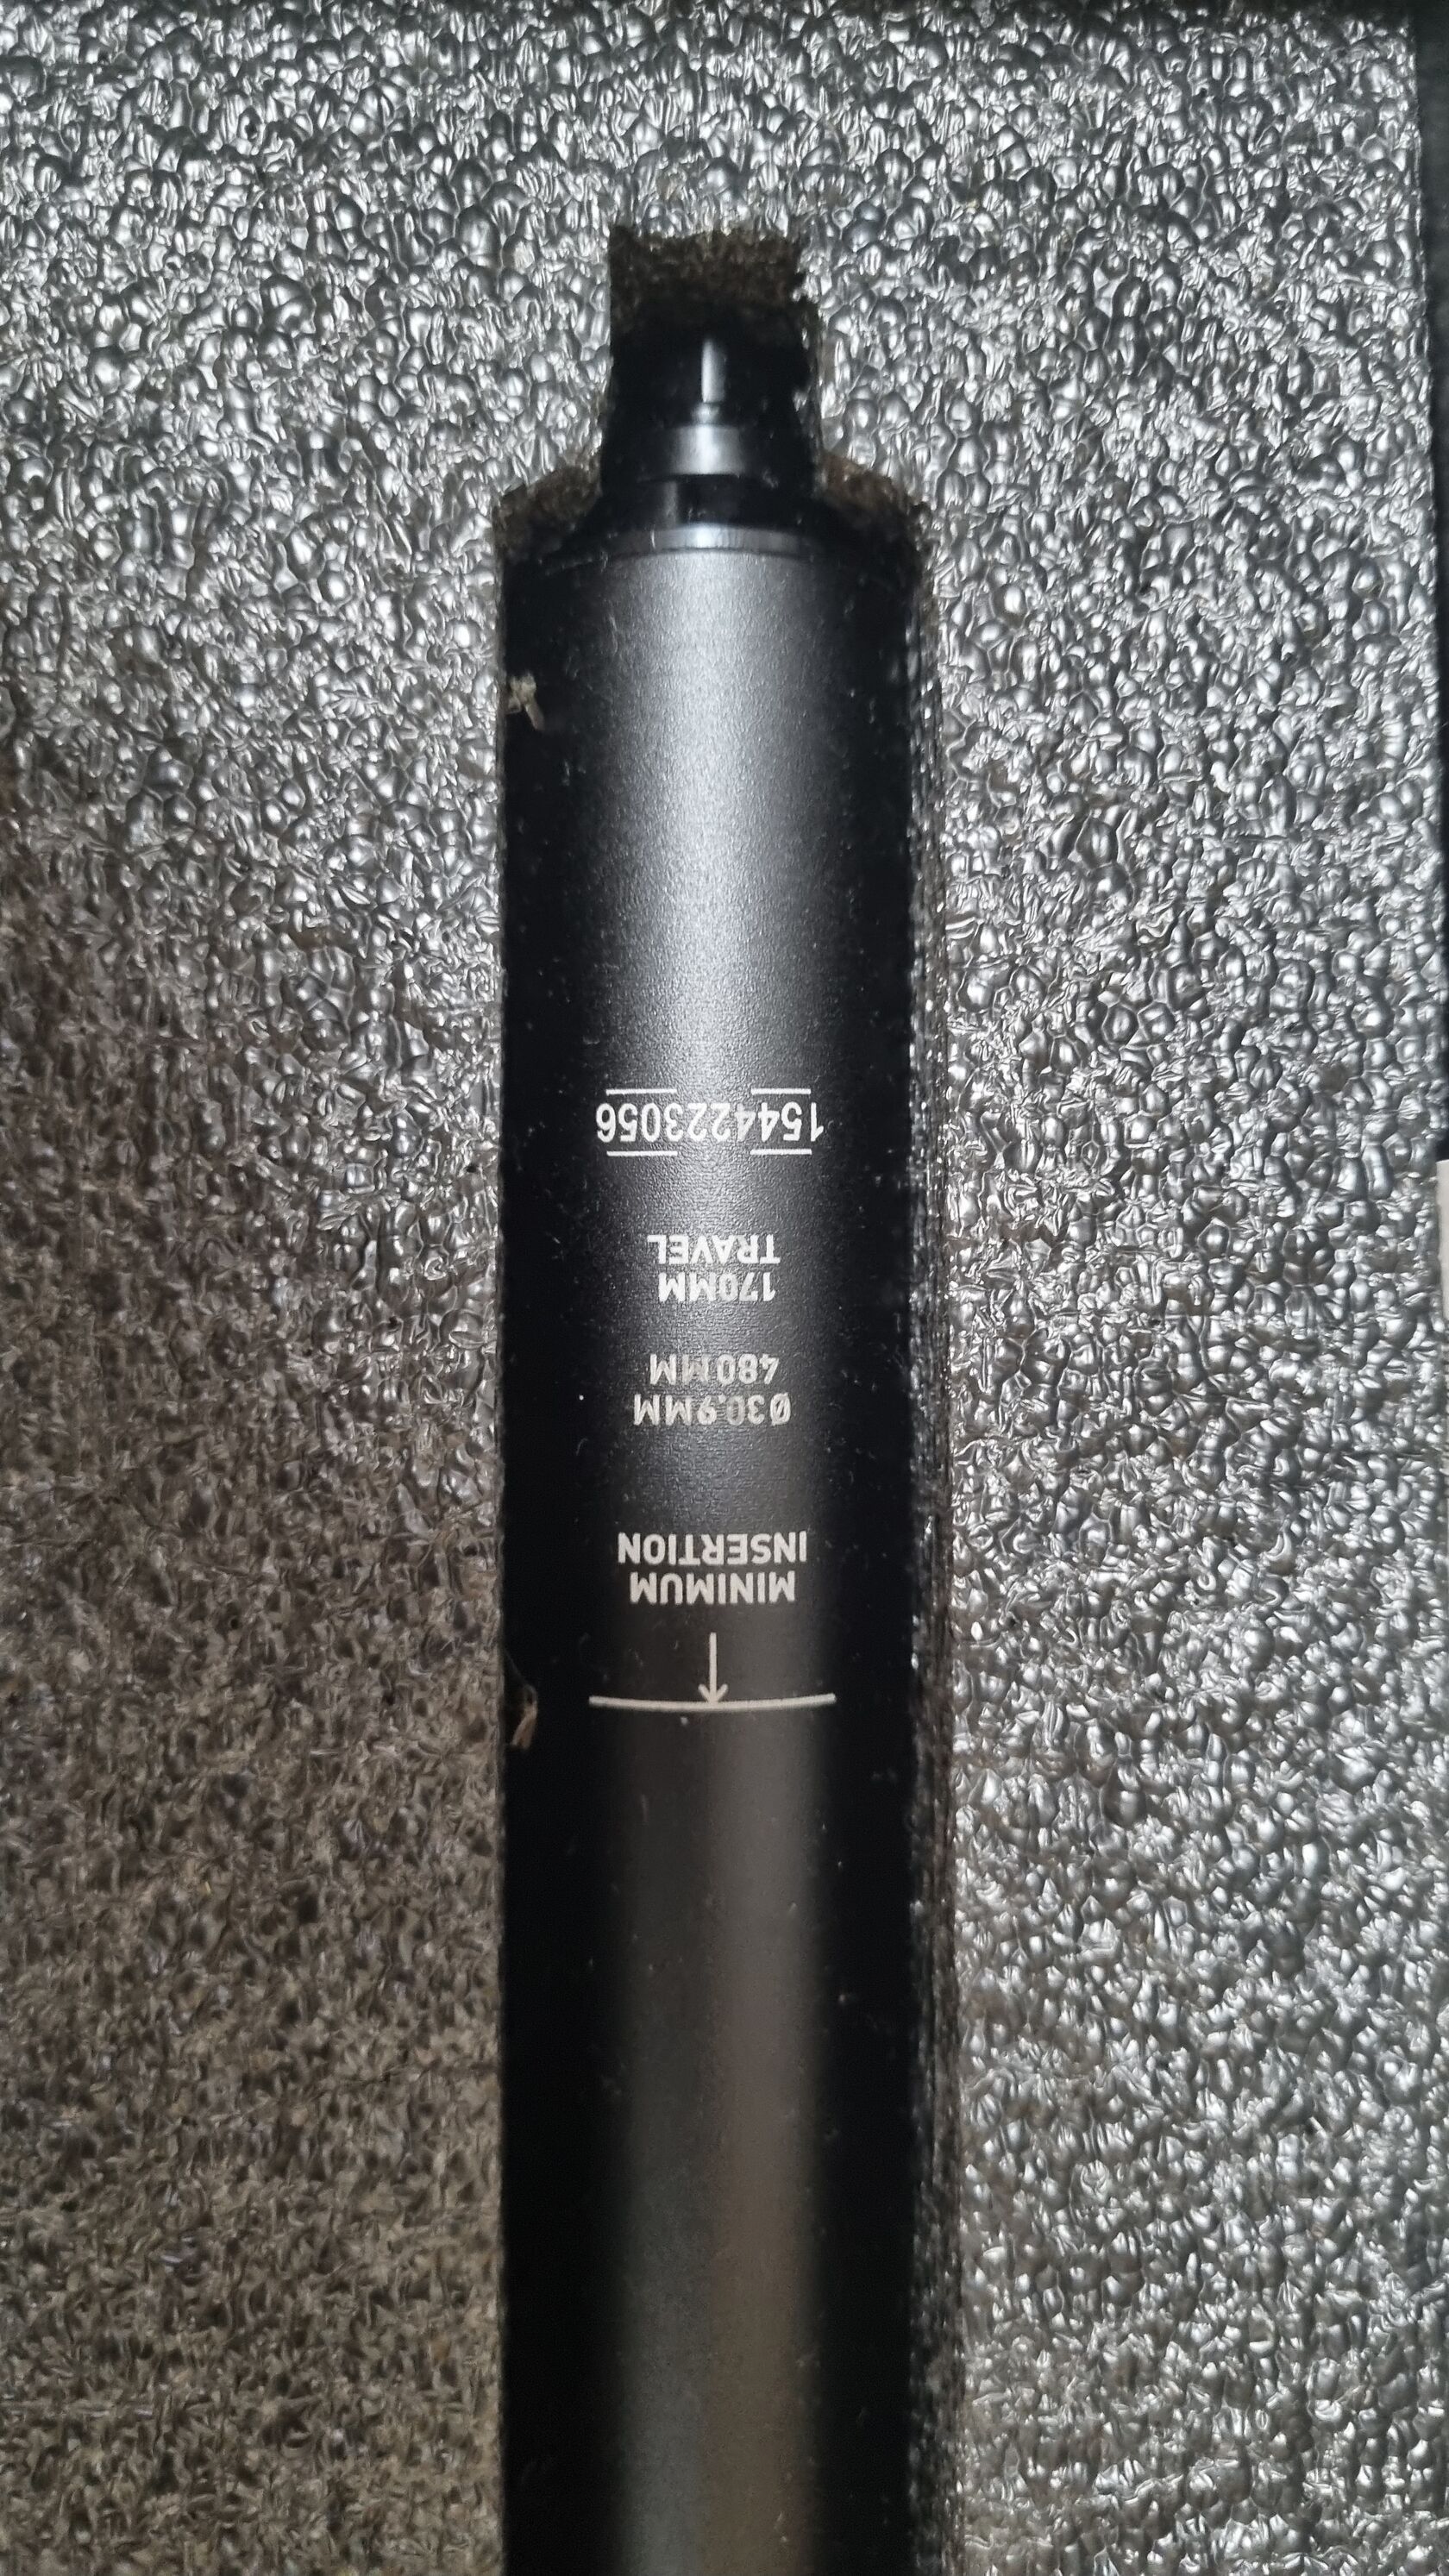 MINIMUM
INSERTION
Ø30.9MM
480MM
170MM
TRAVEL
1544223056